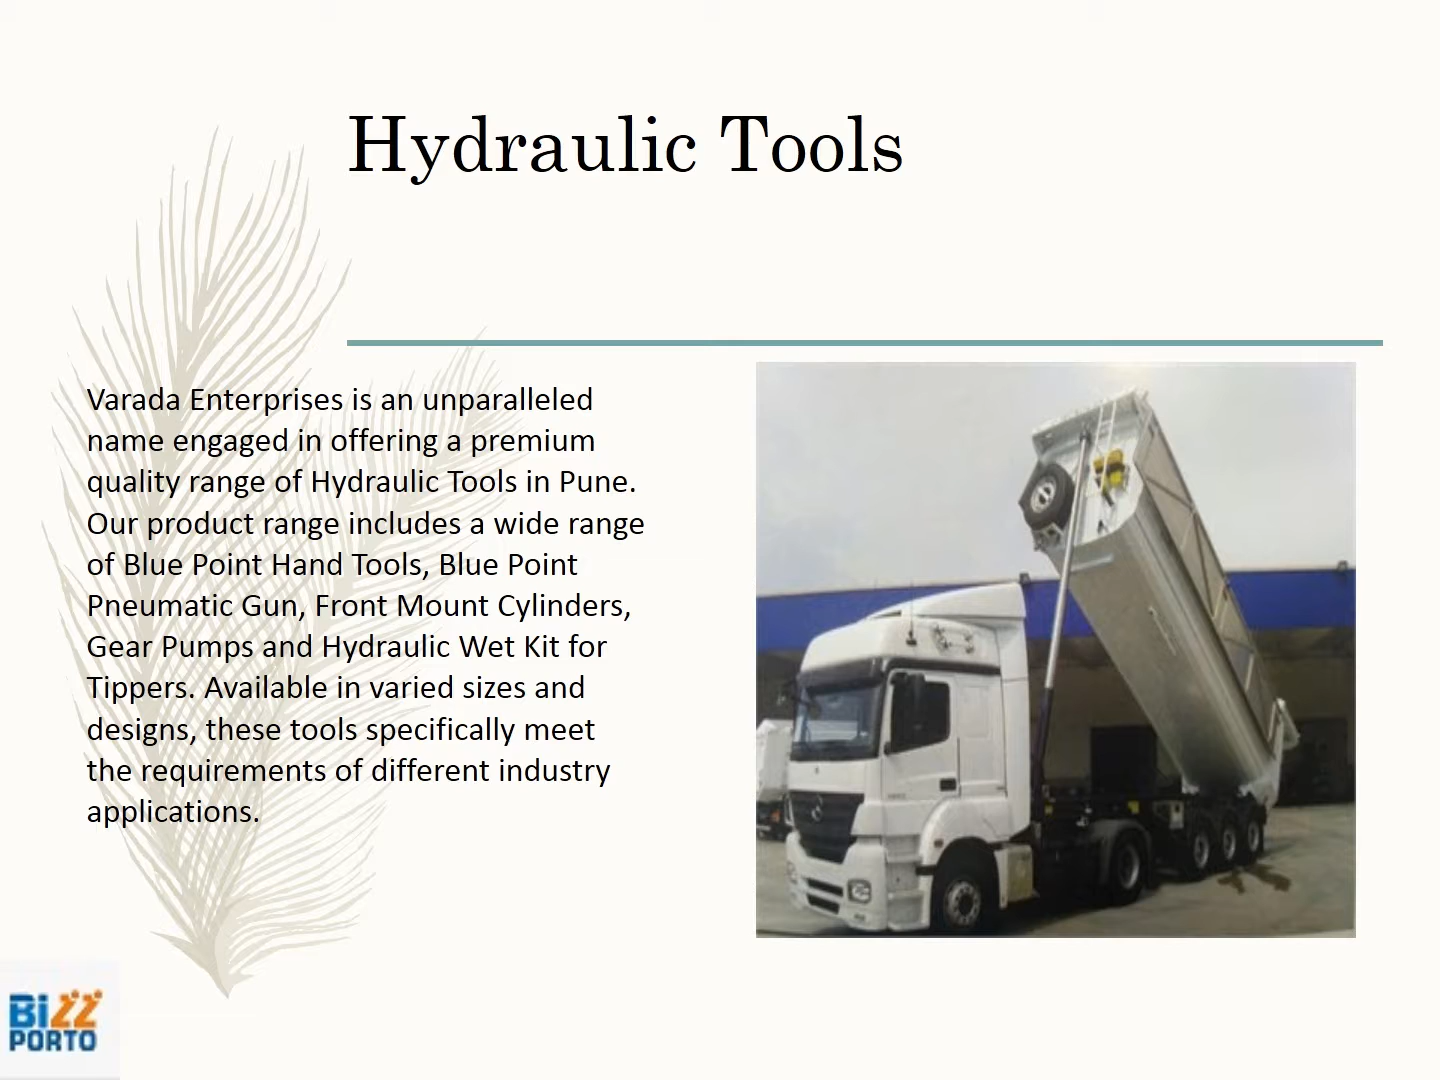 Hydraulic Tools
Varada Enterprises is an unparalleled
name engaged in offering a premium
quality range of Hydraulic Tools in Pune.
Our product range includes a wide range
of Blue Point Hand Tools, Blue Point
Pneumatic Gun, Front Mount Cylinders,
Gear Pumps and Hydraulic Wet Kit for
Tippers. Available in varied sizes and
designs, these tools specifically meet
the requirements of different industry
applications.
BiZZ
PORTO